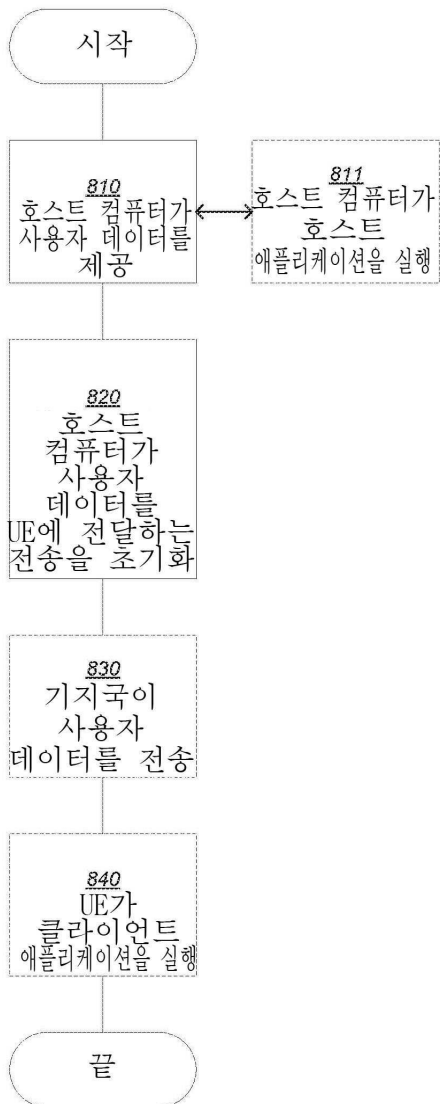 시작
810
호스트 컴퓨터가
사용자 데이터를
제공
811
호스트 컴퓨터가
호스트
애플리케이션을 실행
820
호스트
컴퓨터가
사용자
데이터를
UE에 전달하는
전송을 초기화
830
기지국이
사용자
데이터를 전송
840
UE가
클라이언트
애플리케이션을 실행
끝